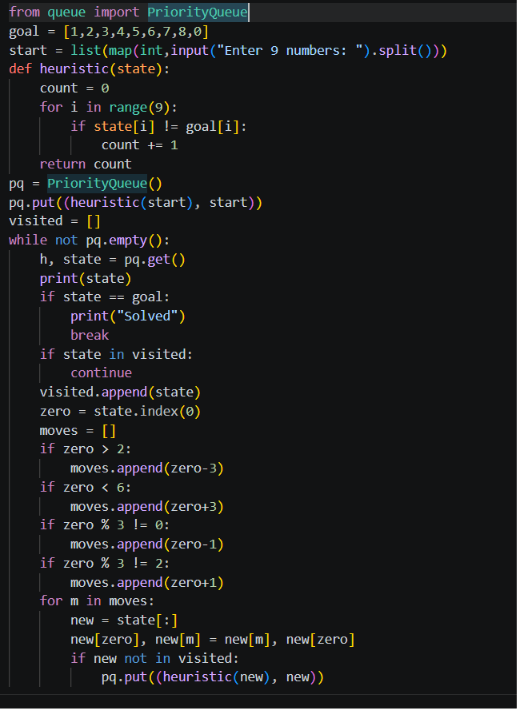 from queue import PriorityQueue
goal = [1,2,3,4,5,6,7,8,0]
start = list(map(int,input("Enter 9 numbers: ").split()))
def heuristic(state):
    count = 0
    for i in range(9):
        if state[i] != goal[i]:
            count += 1
    return count
pq = PriorityQueue()
pq.put((heuristic(start), start))
visited = []
while not pq.empty():
    h, state = pq.get()
    print(state)
    if state == goal:
        print("Solved")
        break
    if state in visited:
        continue
    visited.append(state)
    zero = state.index(0)
    moves = []
    if zero > 2:
        moves.append(zero-3)
    if zero < 6:
        moves.append(zero+3)
    if zero % 3 != 0:
        moves.append(zero-1)
    if zero % 3 != 2:
        moves.append(zero+1)
    for m in moves:
        new = state[:]
        new[zero], new[m] = new[m], new[zero]
        if new not in visited:
            pq.put((heuristic(new), new))